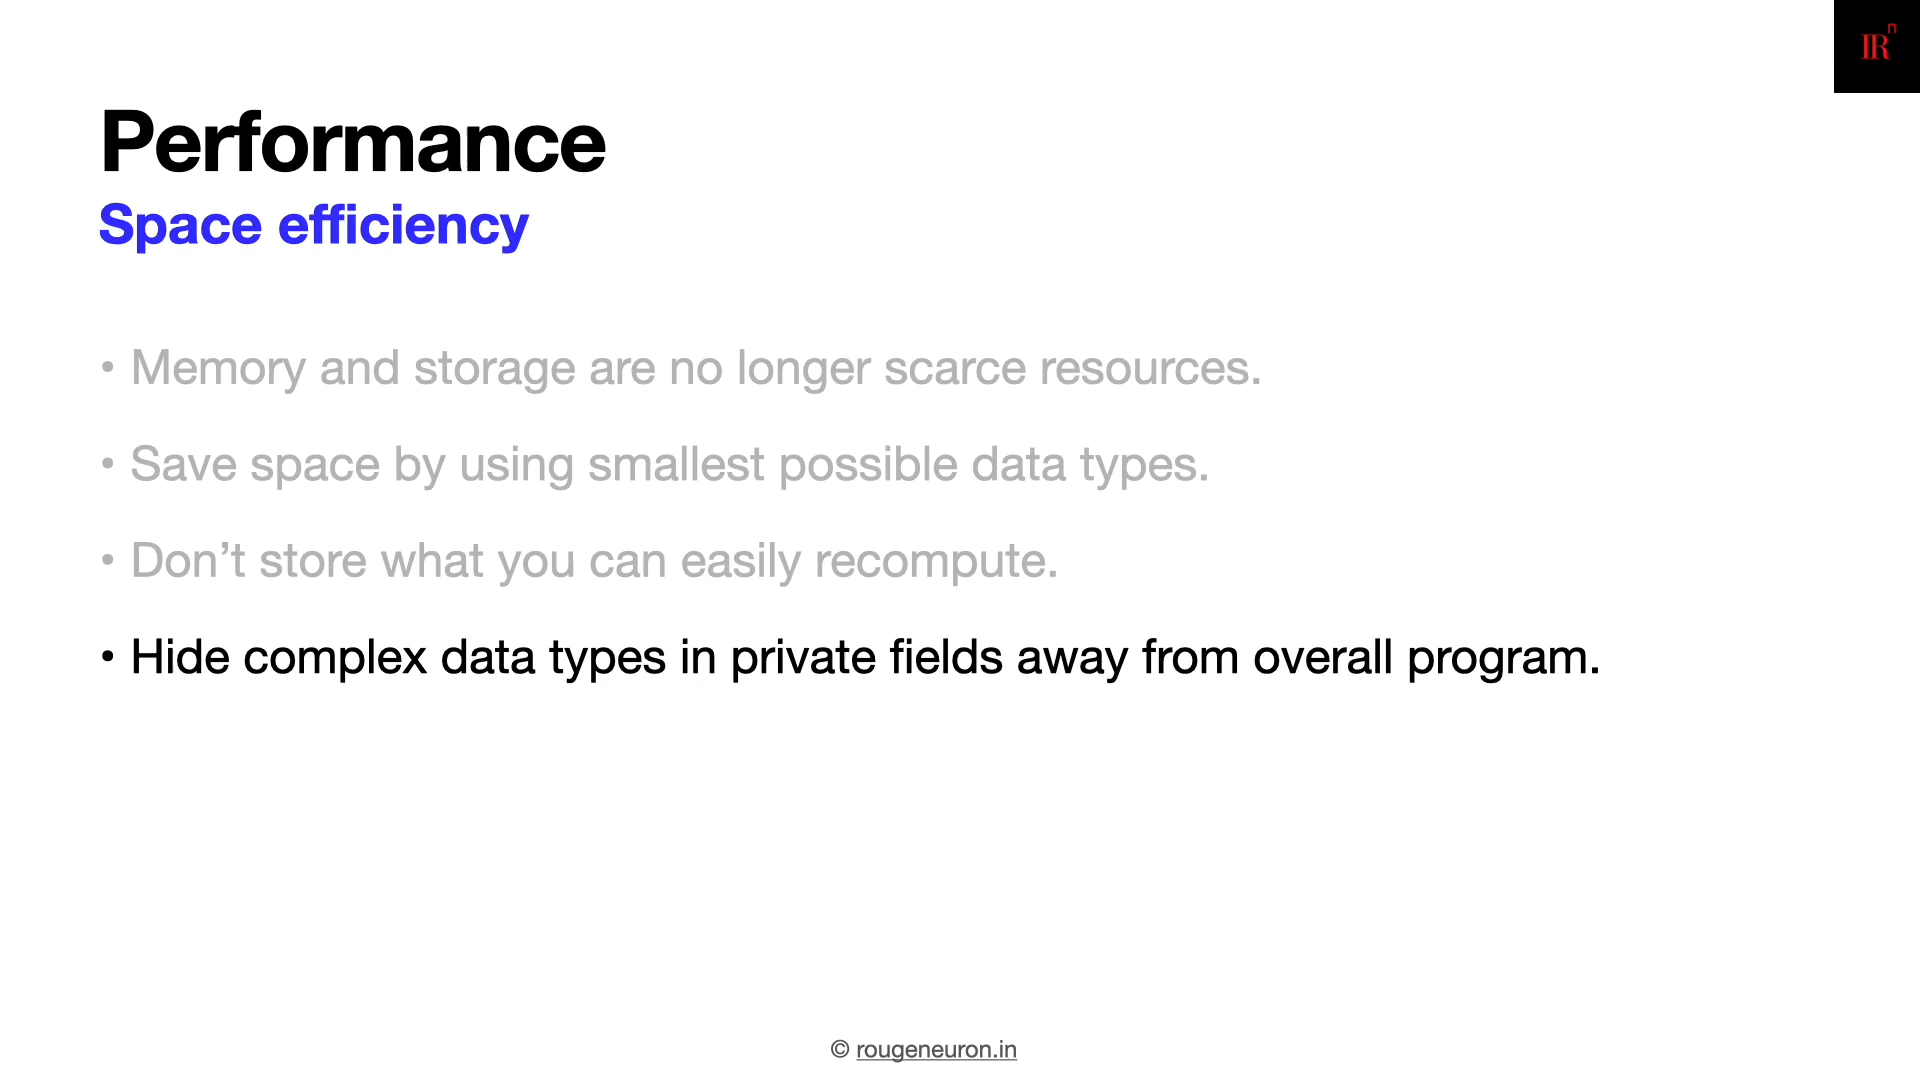 IR n
Performance
Space efficiency
• Memory and storage are no longer scarce resources.
• Save space by using smallest possible data types.
• Don’t store what you can easily recompute.
• Hide complex data types in private fields away from overall program.
© rougeneuron.in